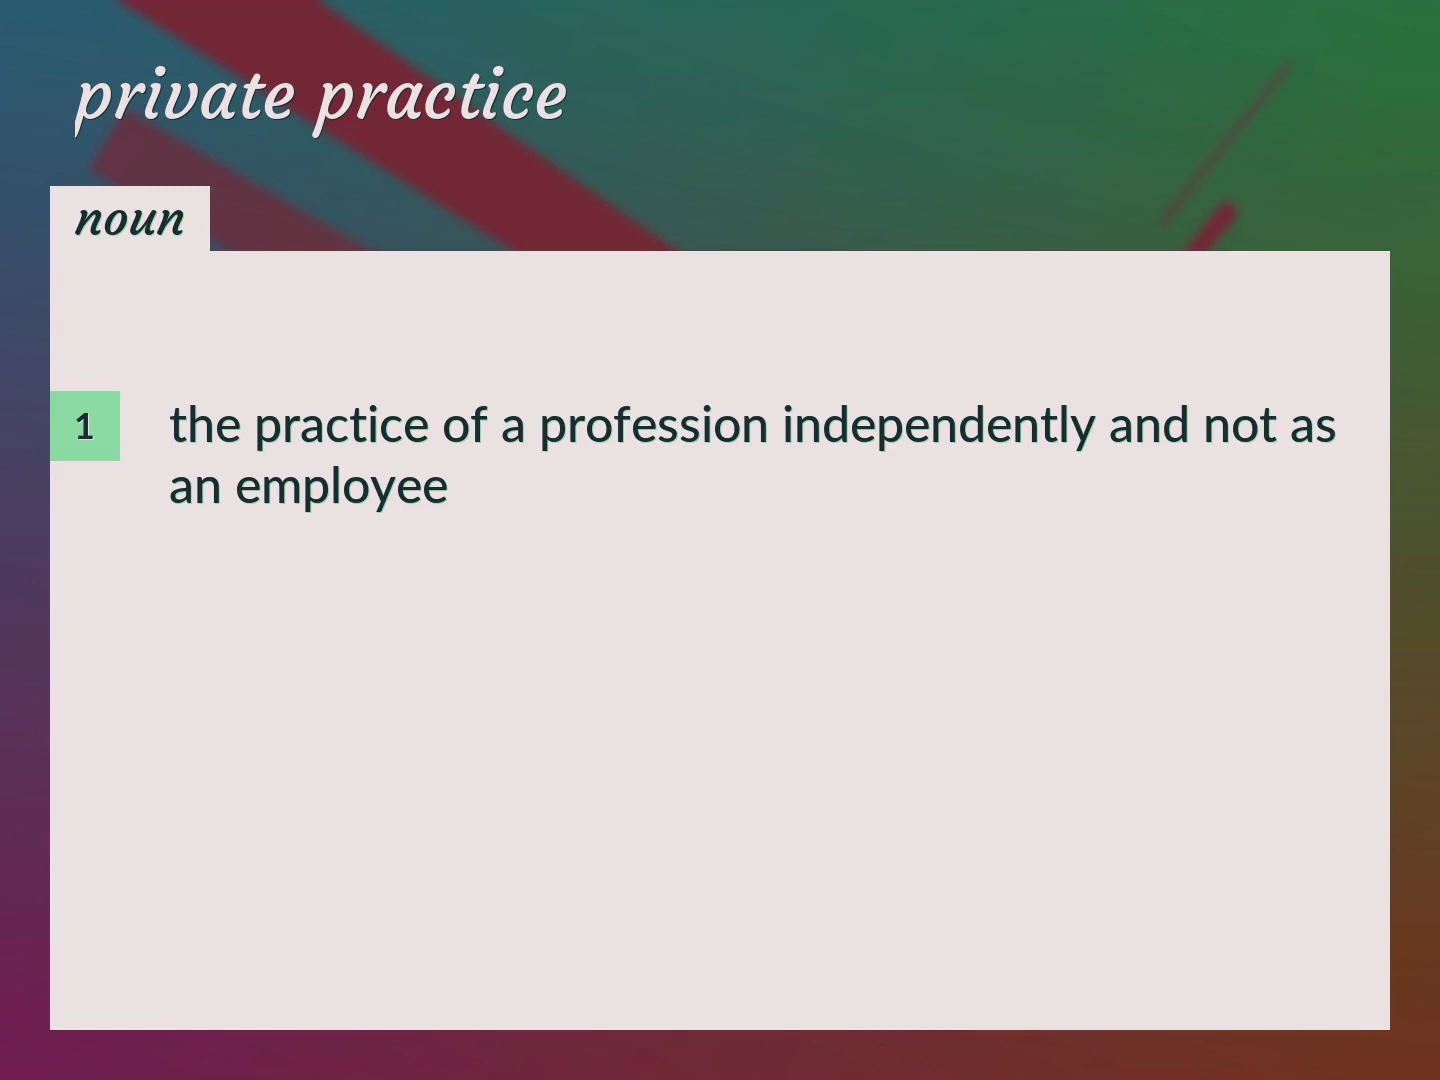 private practice
noun
1 the practice of a profession independently and not as
an employee